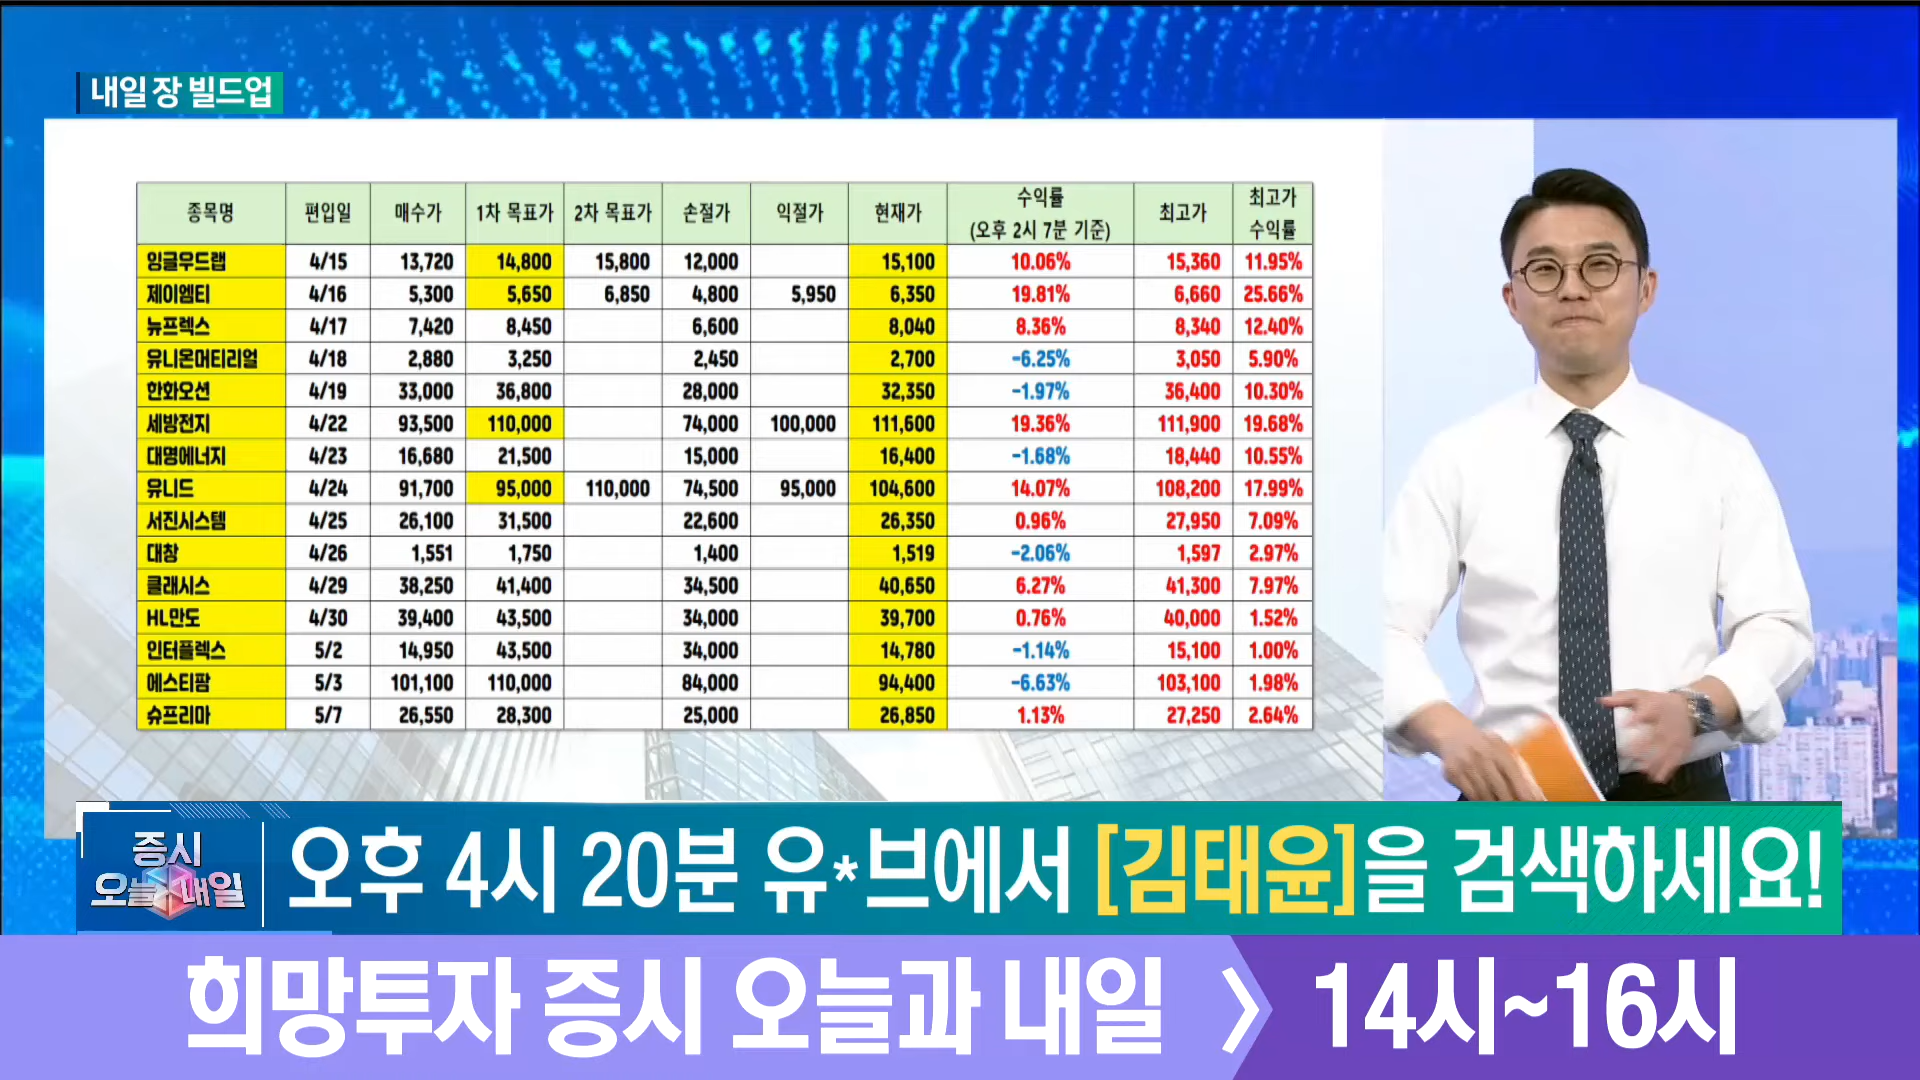 내일 장 빌드업
종목명 편입일 매수가 1차 목표가 2차 목표가 손절가 익절가 현재가 수익률 (오후 2시 7분 기준) 최고가 최고가 수익률
잉글우드랩 4/15 13,720 14,800 15,800 12,000 15,100 10.06% 15,360 11.95%
제이엠티 4/16 5,300 5,650 6,850 4,800 5,950 6,350 19.81% 6,660 25.66%
뉴프렉스 4/17 7,420 8,450 6,600 8,040 8.36% 8,340 12.40%
유니온머티리얼 4/18 2,880 3,250 2,450 2,700 -6.25% 3,050 5.90%
한화오션 4/19 33,000 36,800 28,000 32,350 -1.97% 36,400 10.30%
세방전지 4/22 93,500 110,000 74,000 100,000 111,600 19.36% 111,900 19.68%
대명에너지 4/23 16,680 21,500 15,000 16,400 -1.68% 18,440 10.55%
유니드 4/24 91,700 95,000 110,000 74,500 95,000 104,600 14.07% 108,200 17.99%
서진시스템 4/25 26,100 31,500 22,600 26,350 0.96% 27,950 7.09%
대창 4/26 1,551 1,750 1,400 1,519 -2.06% 1,597 2.97%
클래시스 4/29 38,250 41,400 34,500 40,650 6.27% 41,300 7.97%
HL만도 4/30 39,400 43,500 34,000 39,700 0.76% 40,000 1.52%
인터플렉스 5/2 14,950 43,500 34,000 14,780 -1.14% 15,100 1.00%
에스티팜 5/3 101,100 110,000 84,000 94,400 -6.63% 103,100 1.98%
슈프리마 5/7 26,550 28,300 25,000 26,850 1.13% 27,250 2.64%
증시
오늘 내일
오후 4시 20분 유*브에서 [김태윤]을 검색하세요!
희망투자 증시 오늘과 내일 〉 14시~16시